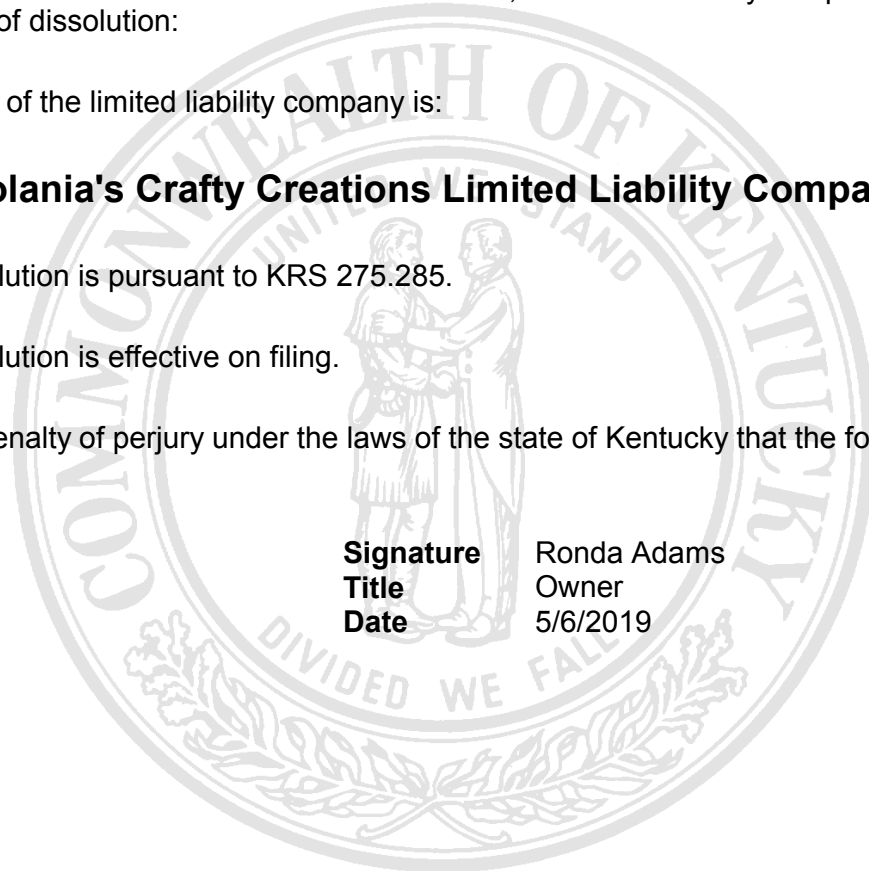 of dissolution:
of the limited liability company is:
olania's Crafty Creations Limited Liability Compa
lution is pursuant to KRS 275.285.
lution is effective on filing.
enalty of perjury under the laws of the state of Kentucky that the fo
Signature Ronda Adams
Title Owner
Date 5/6/2019
COMMONWEALTH OF KENTUCKY
UNITED WE STAND
DIVIDED WE FALL